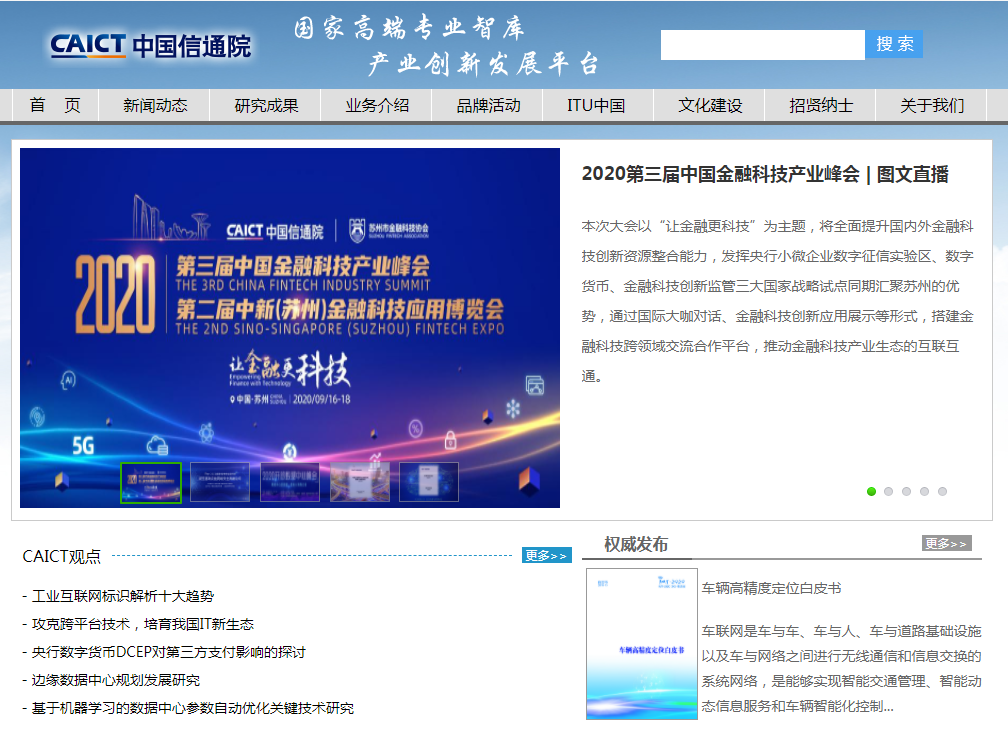 CAICT 中国信通院
国家高端专业智库
产业创新发展平台
搜 索
首 页
新闻动态
研究成果
业务介绍
品牌活动
ITU中国
文化建设
招贤纳士
关于我们
CAICT 中国信通院
苏州市金融科技协会
SUZHOU FINTECH ASSOCIATION
2020
第三届中国金融科技产业峰会
THE 3RD CHINA FINTECH INDUSTRY SUMMIT
第二届中新(苏州)金融科技应用博览会
THE 2ND SINO-SINGAPORE (SUZHOU) FINTECH EXPO
让金融更科技
Empowering
Finance with Technology
中国·苏州 | 2020/09/16-18
AI
5G
2020第三届中国金融科技产业峰会 | 图文直播
本次大会以“让金融更科技”为主题，将全面提升国内外金融科
技创新资源整合能力，发挥央行小微企业数字征信实验区、数字
货币、金融科技创新监管三大国家战略试点同期汇聚苏州的优
势，通过国际大咖对话、金融科技创新应用展示等形式，搭建金
融科技跨领域交流合作平台，推动金融科技产业生态的互联互
通。
CAICT观点
更多>>
- 工业互联网标识解析十大趋势
- 攻克跨平台技术，培育我国IT新生态
- 央行数字货币DCEP对第三方支付影响的探讨
- 边缘数据中心规划发展研究
- 基于机器学习的数据中心参数自动优化关键技术研究
权威发布
更多>>
车辆高精度定位白皮书
车辆高精度定位白皮书
车联网是车与车、车与人、车与道路基础设施
以及车与网络之间进行无线通信和信息交换的
系统网络，是能够实现智能交通管理、智能动
态信息服务和车辆智能化控制...